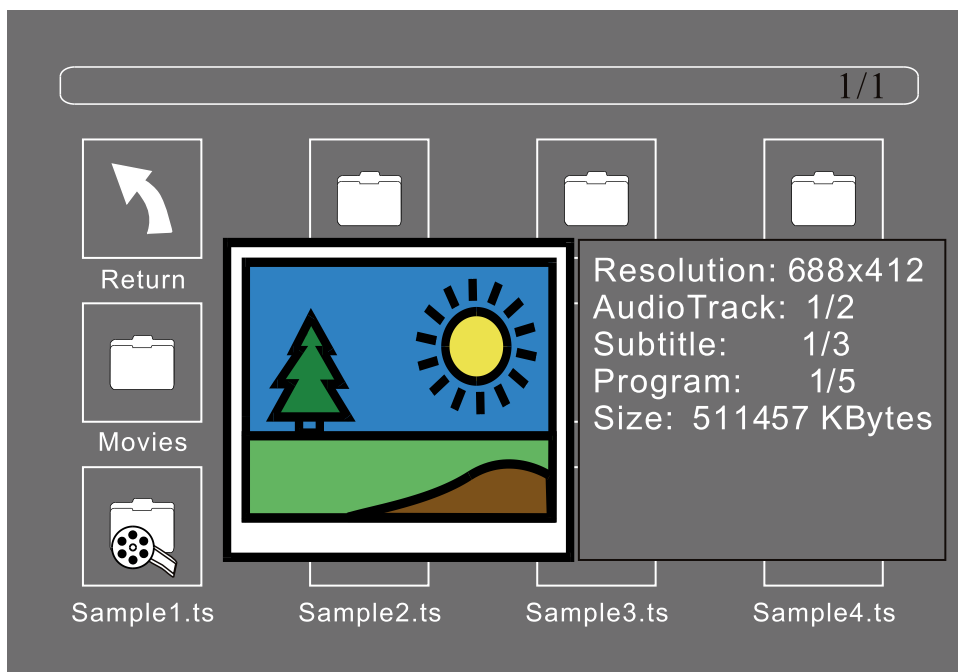 1/1
Return
Resolution: 688x412
AudioTrack: 1/2
Subtitle: 1/3
Program: 1/5
Size: 511457 KBytes
Movies
Sample1.ts Sample2.ts Sample3.ts Sample4.ts